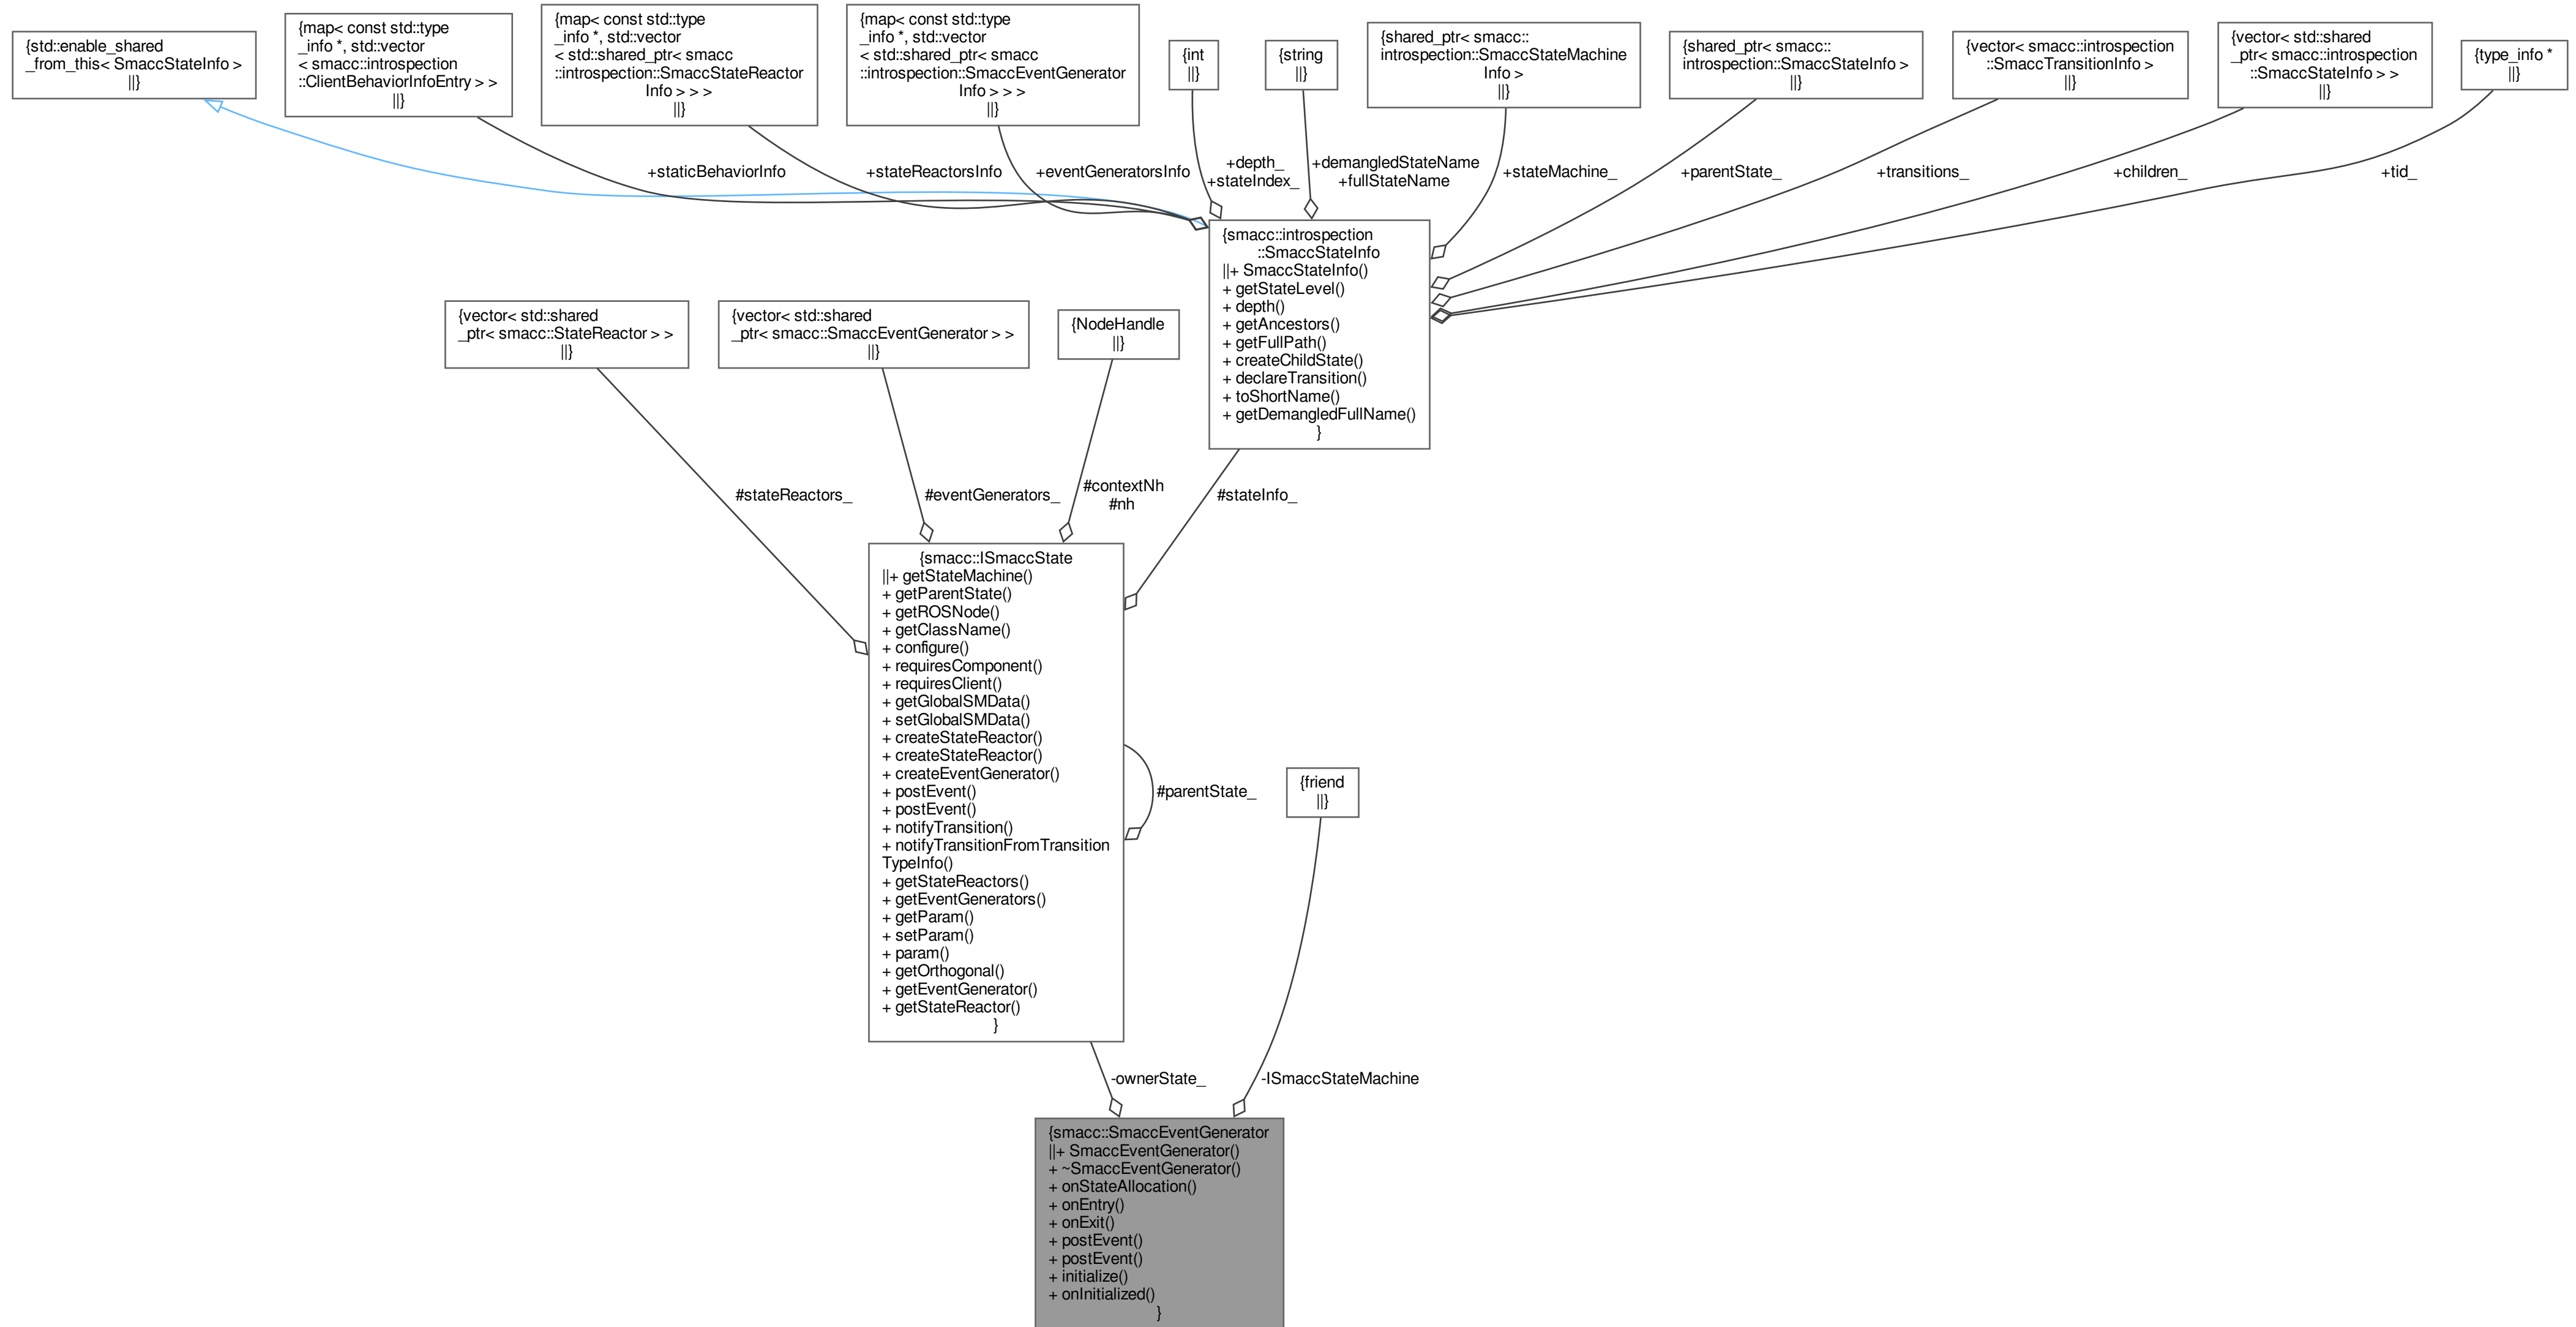 {std::enable_shared
_from_this< SmaccStateInfo >
||}
{map< const std::type
_info *, std::vector
< smacc::introspection
::ClientBehaviorInfoEntry > >
||}
{map< const std::type
_info *, std::vector
< std::shared_ptr< smacc
::introspection::SmaccStateReactor
Info > > >
||}
{map< const std::type
_info *, std::vector
< std::shared_ptr< smacc
::introspection::SmaccEventGenerator
Info > > >
||}
{int
||}
{string
||}
{shared_ptr< smacc::
introspection::SmaccStateMachine
Info >
||}
{shared_ptr< smacc::
introspection::SmaccStateInfo >
||}
{vector< smacc::introspection
::SmaccTransitionInfo >
||}
{vector< std::shared
_ptr< smacc::introspection
::SmaccStateInfo > >
||}
{type_info *
||}
+staticBehaviorInfo
+stateReactorsInfo
+eventGeneratorsInfo
+depth_
+stateIndex_
+demangledStateName
+fullStateName
+stateMachine_
+parentState_
+transitions_
+children_
+tid_
{smacc::introspection
::SmaccStateInfo
||+ SmaccStateInfo()
+ getStateLevel()
+ depth()
+ getAncestors()
+ getFullPath()
+ createChildState()
+ declareTransition()
+ toShortName()
+ getDemangledFullName()
}
{vector< std::shared
_ptr< smacc::StateReactor > >
||}
{vector< std::shared
_ptr< smacc::SmaccEventGenerator > >
||}
{NodeHandle
||}
#stateReactors_
#eventGenerators_
#contextNh
#nh
#stateInfo_
{smacc::ISmaccState
||+ getStateMachine()
+ getParentState()
+ getROSNode()
+ getClassName()
+ configure()
+ requiresComponent()
+ requiresClient()
+ getGlobalSMData()
+ setGlobalSMData()
+ createStateReactor()
+ createStateReactor()
+ createEventGenerator()
+ postEvent()
+ postEvent()
+ notifyTransition()
+ notifyTransitionFromTransition
TypeInfo()
+ getStateReactors()
+ getEventGenerators()
+ getParam()
+ setParam()
+ param()
+ getOrthogonal()
+ getEventGenerator()
+ getStateReactor()
}
#parentState_
{friend
||}
-ownerState_
-ISmaccStateMachine
{smacc::SmaccEventGenerator
||+ SmaccEventGenerator()
+ ~SmaccEventGenerator()
+ onStateAllocation()
+ onEntry()
+ onExit()
+ postEvent()
+ postEvent()
+ initialize()
+ onInitialized()
}